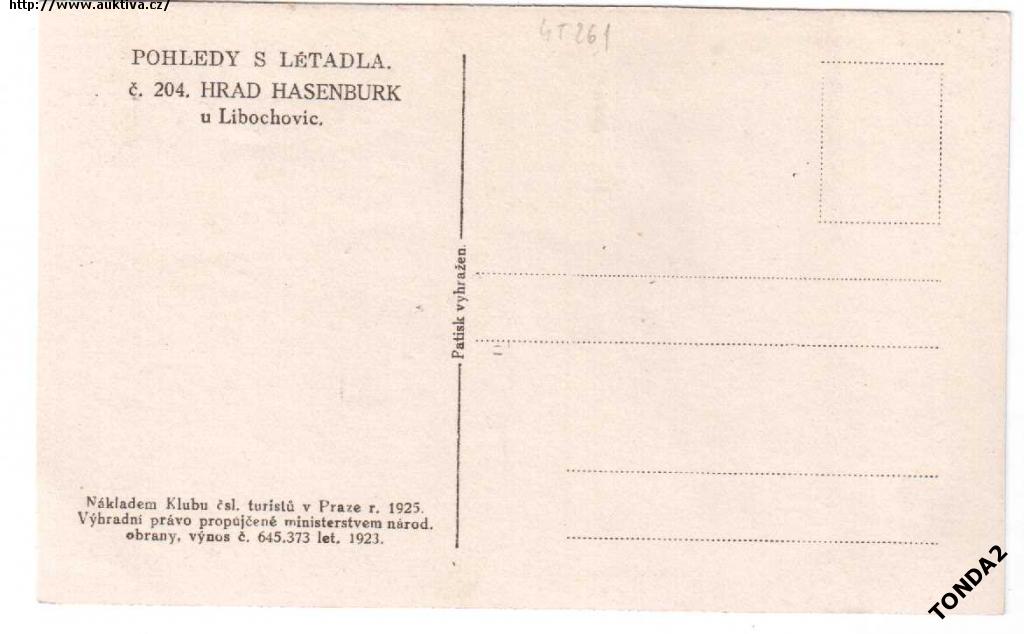 http://www.auktiva.cz/
GT261
POHLEDY S LÉTADLA.
č. 204. HRAD HASENBURK
u Libochovic.
Patisk vyhražen.
Nákladem Klubu čsl. turistů v Praze r. 1925.
Výhradní právo propůjčené ministerstvem národ.
obrany, výnos č. 645.373 let. 1923.
TONDA2